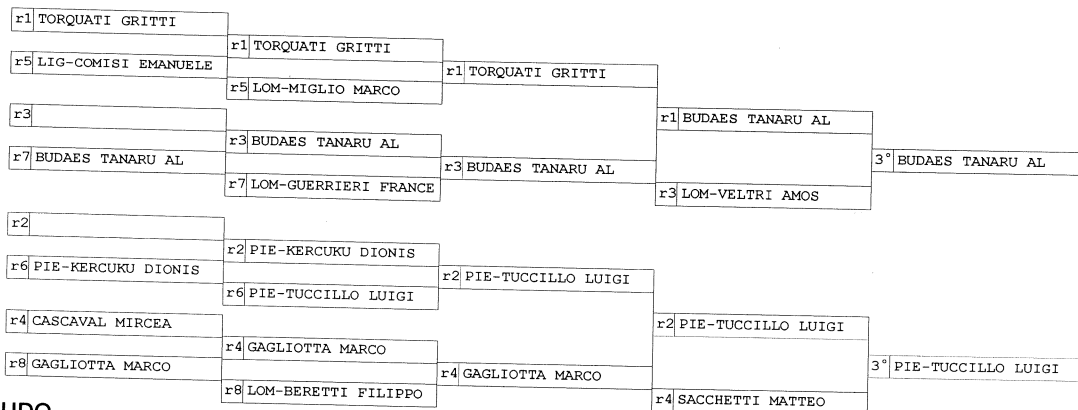 r1 TORQUATI GRITTI
r5 LIG-COMISI EMANUELE
r3
r7 BUDAES TANARU AL
r2
r6 PIE-KERCUKU DIONIS
r4 CASCAVAL MIRCEA
r8 GAGLIOTTA MARCO
r1 TORQUATI GRITTI
r5 LOM-MIGLIO MARCO
r3 BUDAES TANARU AL
r7 LOM-GUERRIERI FRANCE
r2 PIE-KERCUKU DIONIS
r6 PIE-TUCCILLO LUIGI
r4 GAGLIOTTA MARCO
r8 LOM-BERETTI FILIPPO
r1 TORQUATI GRITTI
r3 BUDAES TANARU AL
r2 PIE-TUCCILLO LUIGI
r4 GAGLIOTTA MARCO
r1 BUDAES TANARU AL
r3 LOM-VELTRI AMOS
r2 PIE-TUCCILLO LUIGI
r4 SACCHETTI MATTEO
3° BUDAES TANARU AL
3° PIE-TUCCILLO LUIGI